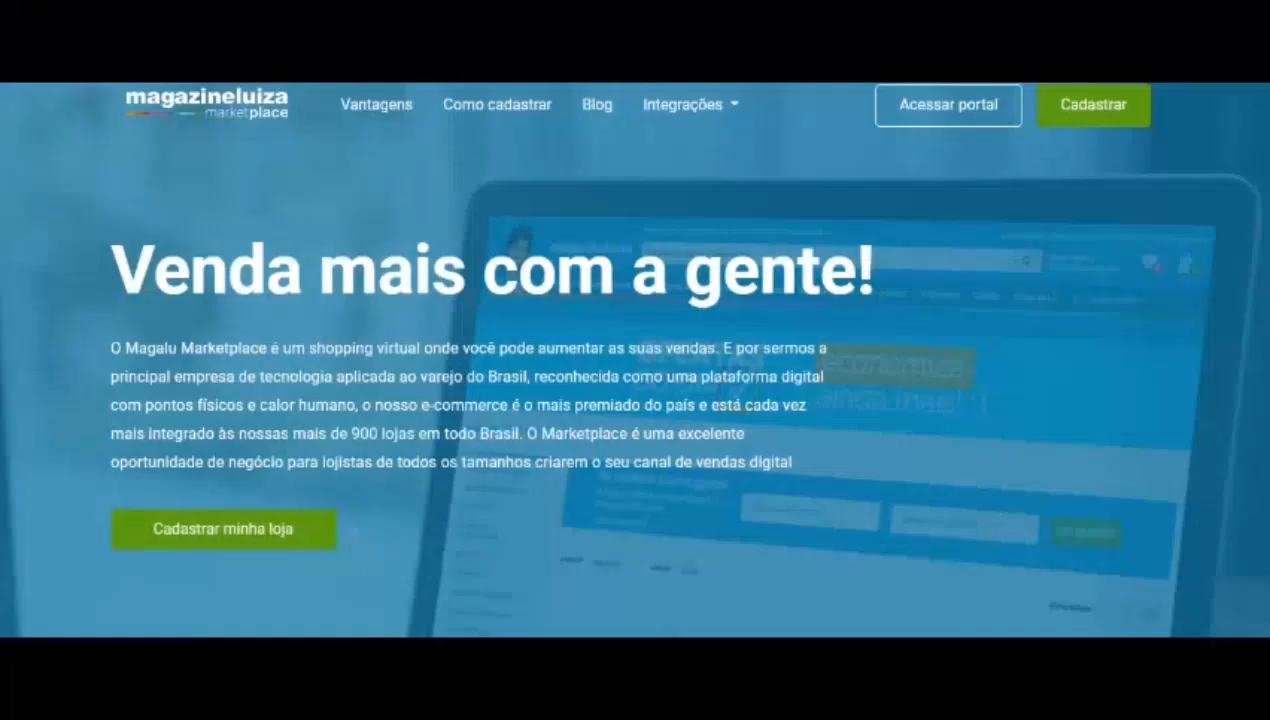 magazineluiza
marketplace
Vantagens
Como cadastrar
Blog
Integrações
Acessar portal
Cadastrar
Venda mais com a gente!
O Magalu Marketplace é um shopping virtual onde você pode aumentar as suas vendas. E por sermos a
principal empresa de tecnologia aplicada ao varejo do Brasil, reconhecida como uma plataforma digital
com pontos físicos e calor humano, o nosso e-commerce é o mais premiado do país e está cada vez
mais integrado às nossas mais de 900 lojas em todo Brasil. O Marketplace é uma excelente
oportunidade de negócio para lojistas de todos os tamanhos criarem o seu canal de vendas digital
economize
ainda mais!
Cadastrar minha loja